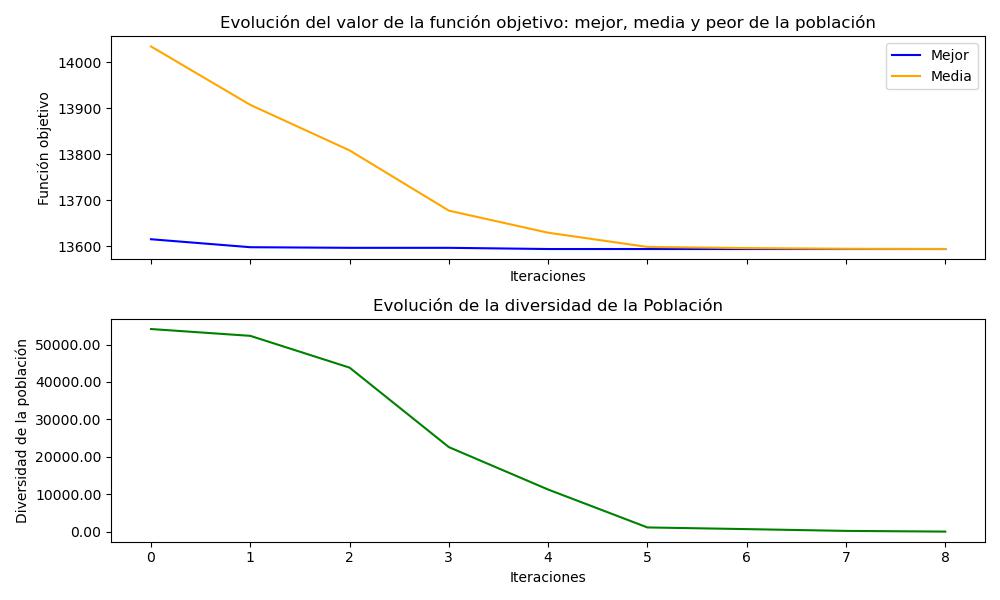 Evolución del valor de la función objetivo: mejor, media y peor de la población
Mejor
Media
Función objetivo
14000
13900
13800
13700
13600
Iteraciones
Evolución de la diversidad de la Población
Diversidad de la población
50000.00
40000.00
30000.00
20000.00
10000.00
0.00
0 1 2 3 4 5 6 7 8
Iteraciones